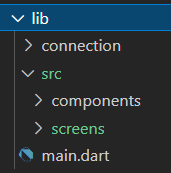 lib
connection
src
components
screens
main.dart